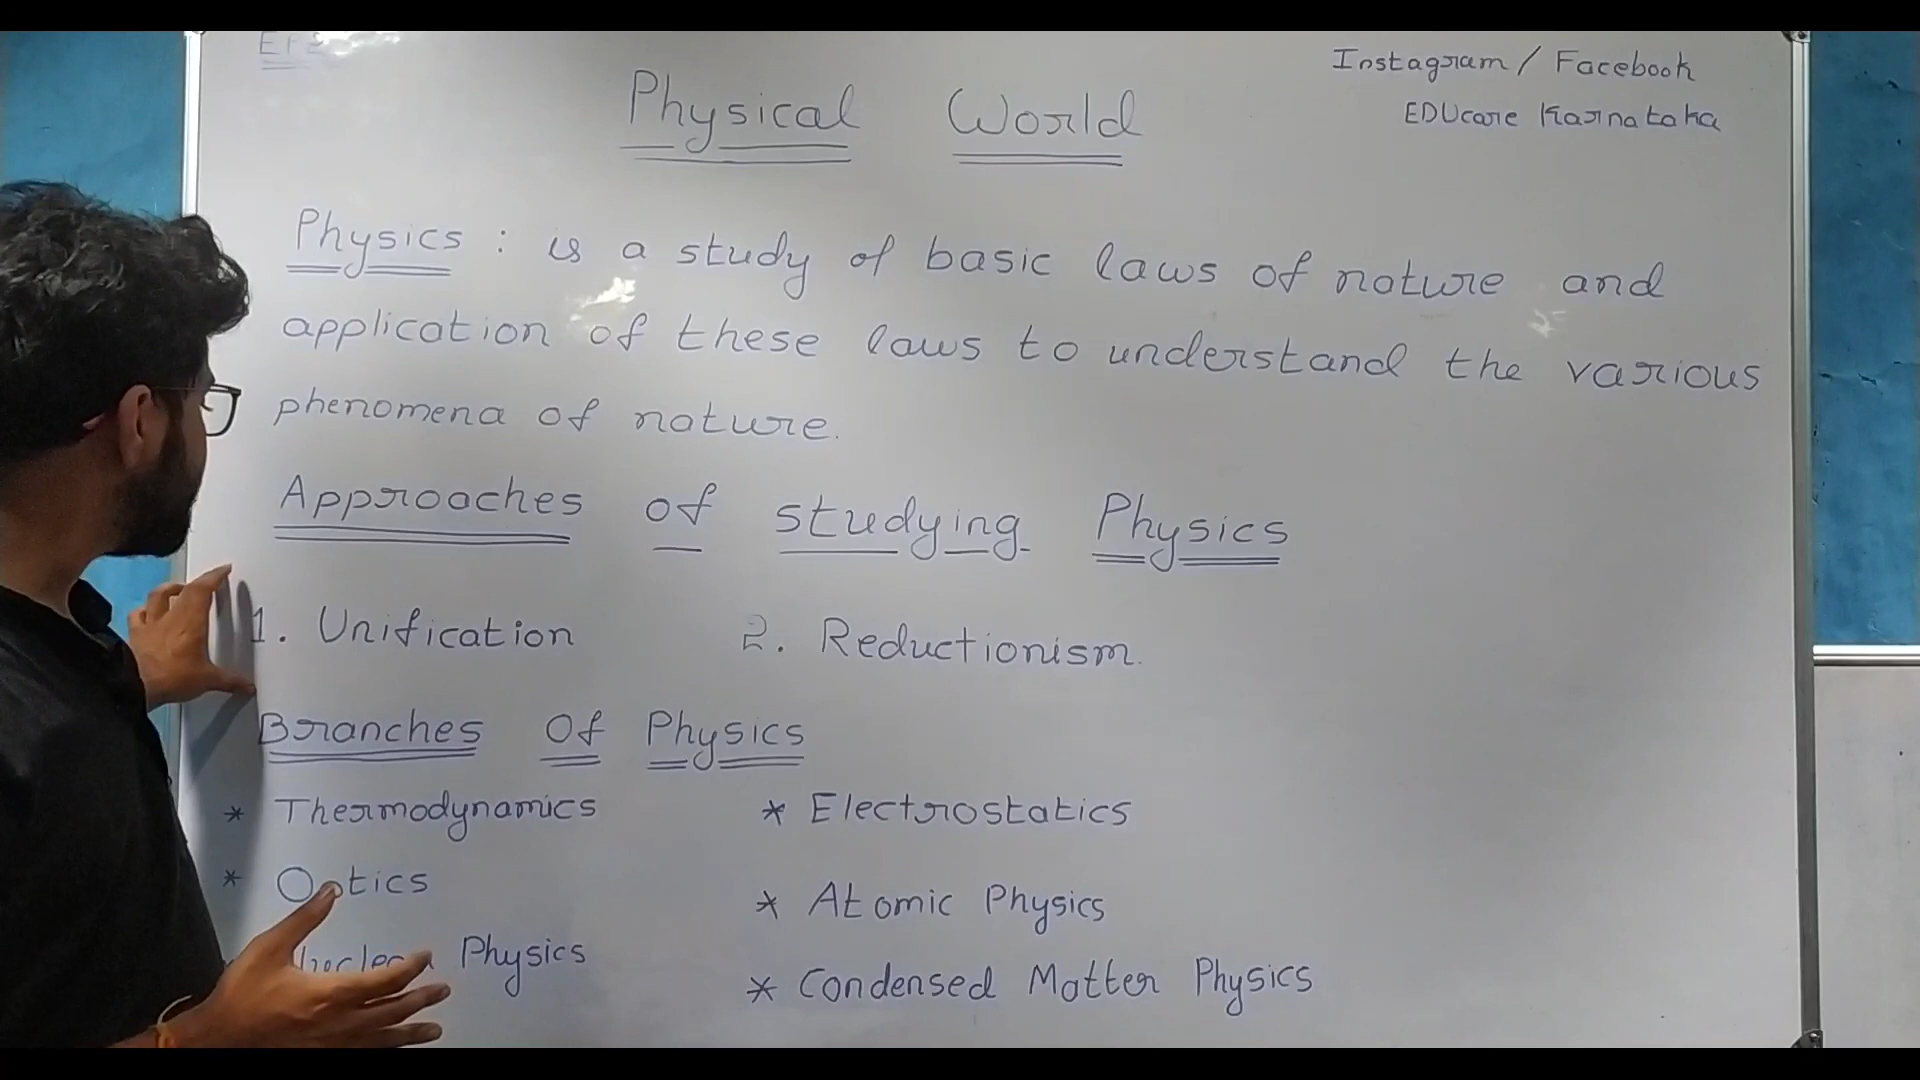 Instagram / Facebook
EDUcare Karnataka
Physical World
Physics : is a study of basic laws of nature and
application of these laws to understand the various
phenomena of nature.
Approaches of studying Physics
1. Unification 2. Reductionism.
Branches Of Physics
* Thermodynamics * Electrostatics
* Optics * Atomic Physics
Physics * Condensed Matter Physics